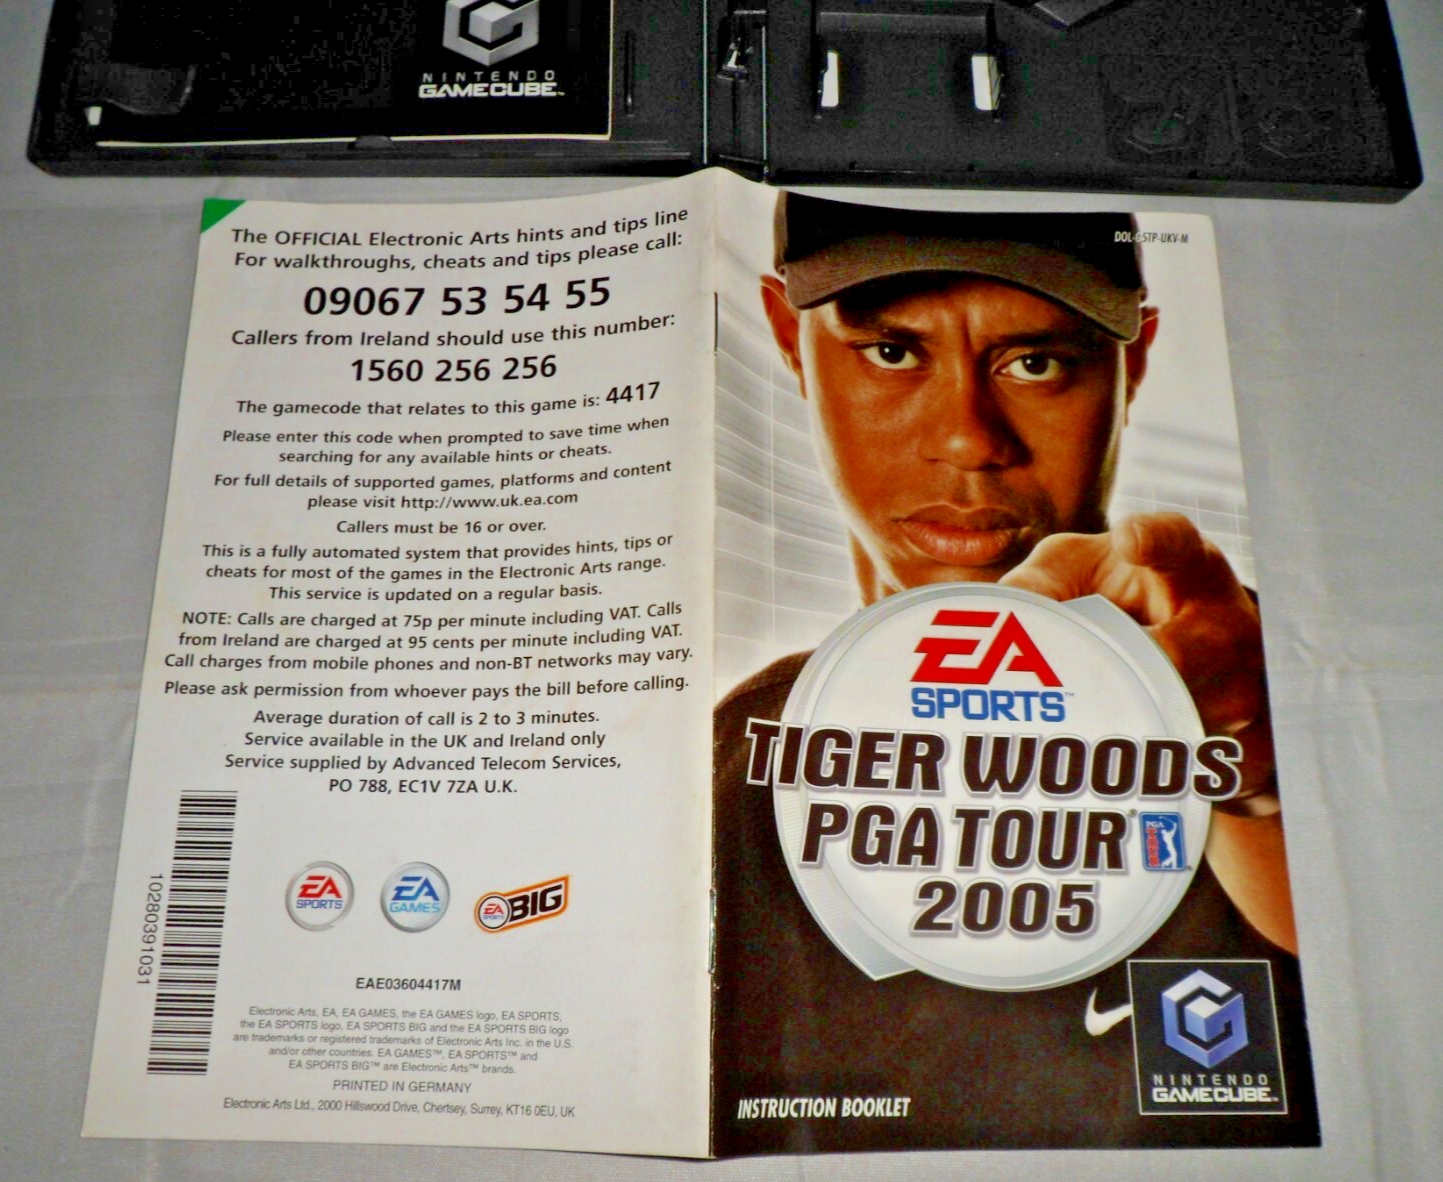 NINTENDO
GAMECUBE™
The OFFICIAL Electronic Arts hints and tips line
For walkthroughs, cheats and tips please call:
09067 53 54 55
Callers from Ireland should use this number:
1560 256 256
The gamecode that relates to this game is: 4417
Please enter this code when prompted to save time when
searching for any available hints or cheats.
For full details of supported games, platforms and content
please visit http://www.uk.ea.com
Callers must be 16 or over.
This is a fully automated system that provides hints, tips or
cheats for most of the games in the Electronic Arts range.
This service is updated on a regular basis.
NOTE: Calls are charged at 75p per minute including VAT. Calls
from Ireland are charged at 95 cents per minute including VAT.
Call charges from mobile phones and non-BT networks may vary.
Please ask permission from whoever pays the bill before calling.
Average duration of call is 2 to 3 minutes.
Service available in the UK and Ireland only
Service supplied by Advanced Telecom Services,
PO 788, EC1V 7ZA U.K.
10280391031
EA
SPORTS
EA
GAMES
EA
SPORTS
BIG
EAE03604417M
Electronic Arts, EA, EA GAMES, the EA GAMES logo, EA SPORTS,
the EA SPORTS logo, EA SPORTS BIG and the EA SPORTS BIG logo
are trademarks or registered trademarks of Electronic Arts Inc. in the U.S.
and/or other countries. EA GAMES™, EA SPORTS™ and
EA SPORTS BIG™ are Electronic Arts™ brands.
PRINTED IN GERMANY
Electronic Arts Ltd., 2000 Hillswood Drive, Chertsey, Surrey, KT16 0EU, UK
DOL-G5TP-UKV-M
EA
SPORTS™
TIGER WOODS
PGA TOUR®
PGA
TOUR
2005
NINTENDO
GAMECUBE™
INSTRUCTION BOOKLET